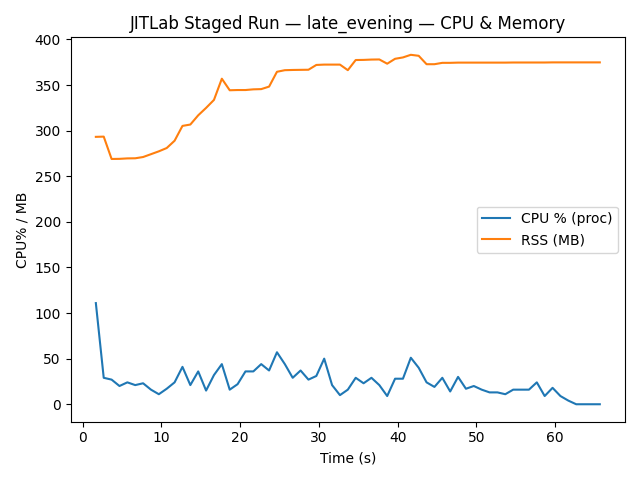 JITLab Staged Run — late_evening — CPU & Memory
CPU% / MB
400
350
300
250
200
150
100
50
0
CPU % (proc)
RSS (MB)
0 10 20 30 40 50 60
Time (s)